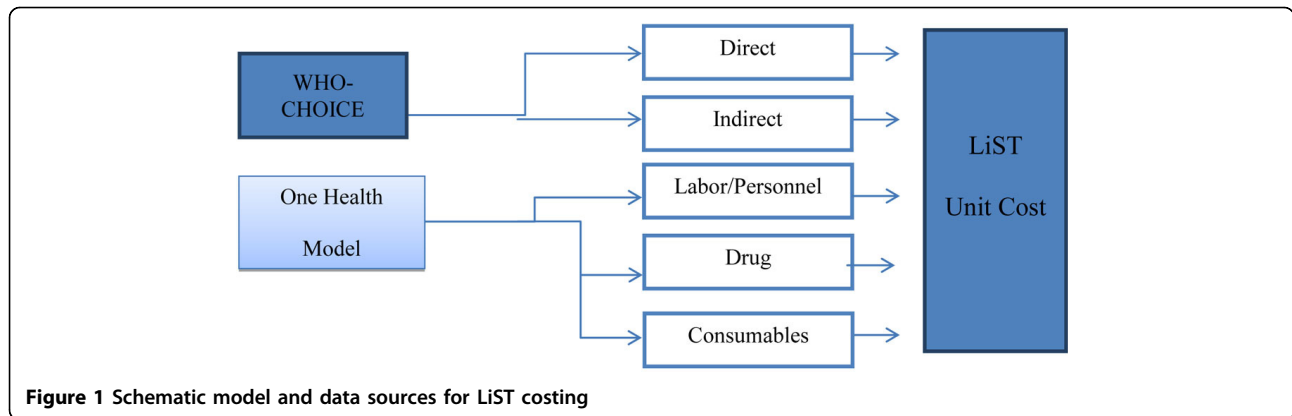 WHO-
CHOICE
Direct
Indirect
One Health
Model
Labor/Personnel
Drug
Consumables
LiST
Unit Cost
Figure 1 Schematic model and data sources for LiST costing